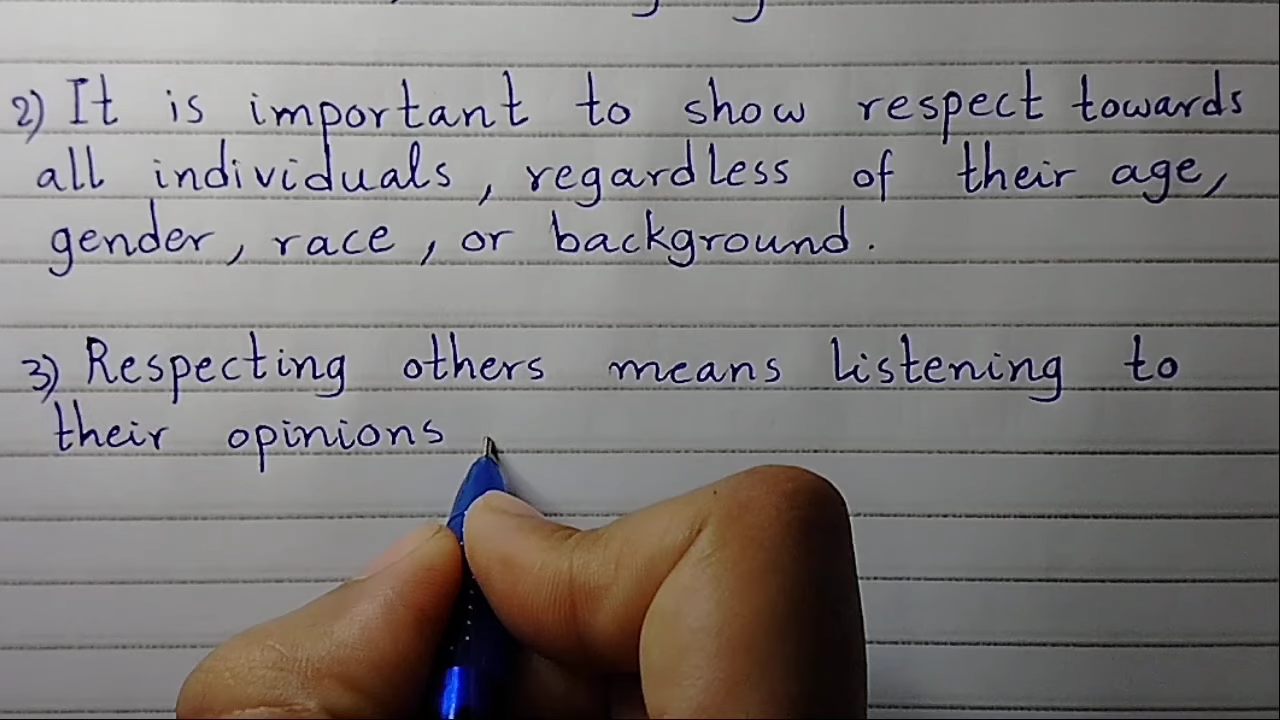 2) It is important to show respect towards
all individuals, regardless of their age,
gender, race, or background.
3) Respecting others means listening to
their opinions